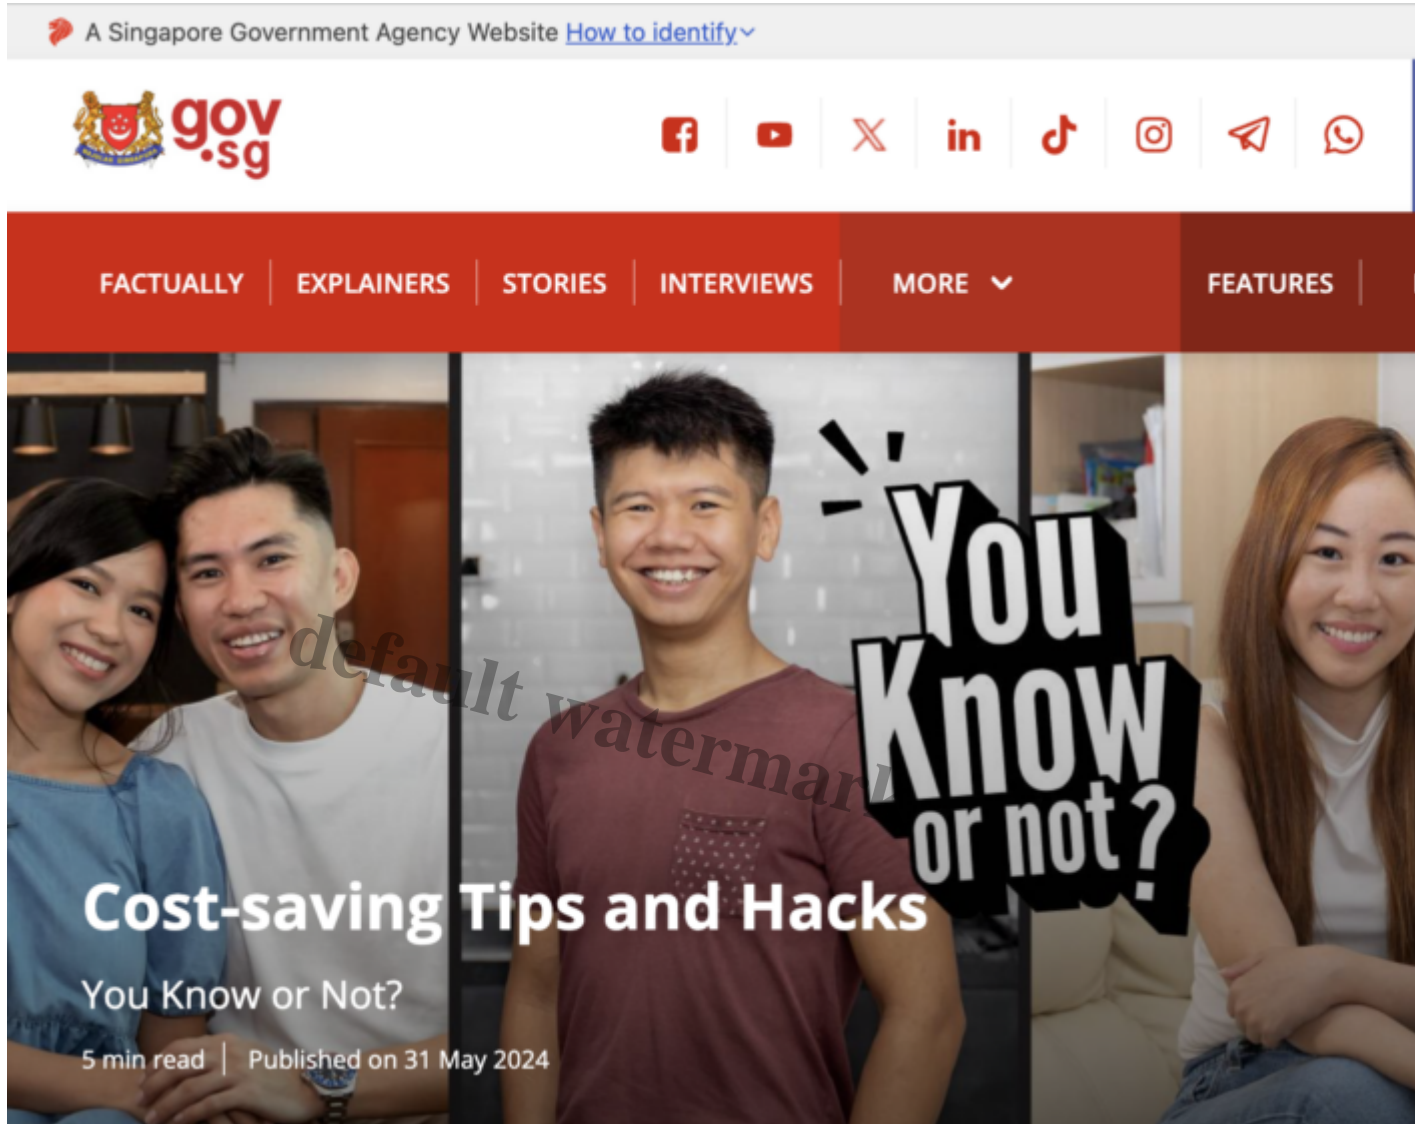 A Singapore Government Agency Website How to identify
gov
.sg
FACTUALLY
EXPLAINERS
STORIES
INTERVIEWS
MORE
FEATURES
You
Know
or not?
default watermark
Cost-saving Tips and Hacks
You Know or Not?
5 min read | Published on 31 May 2024